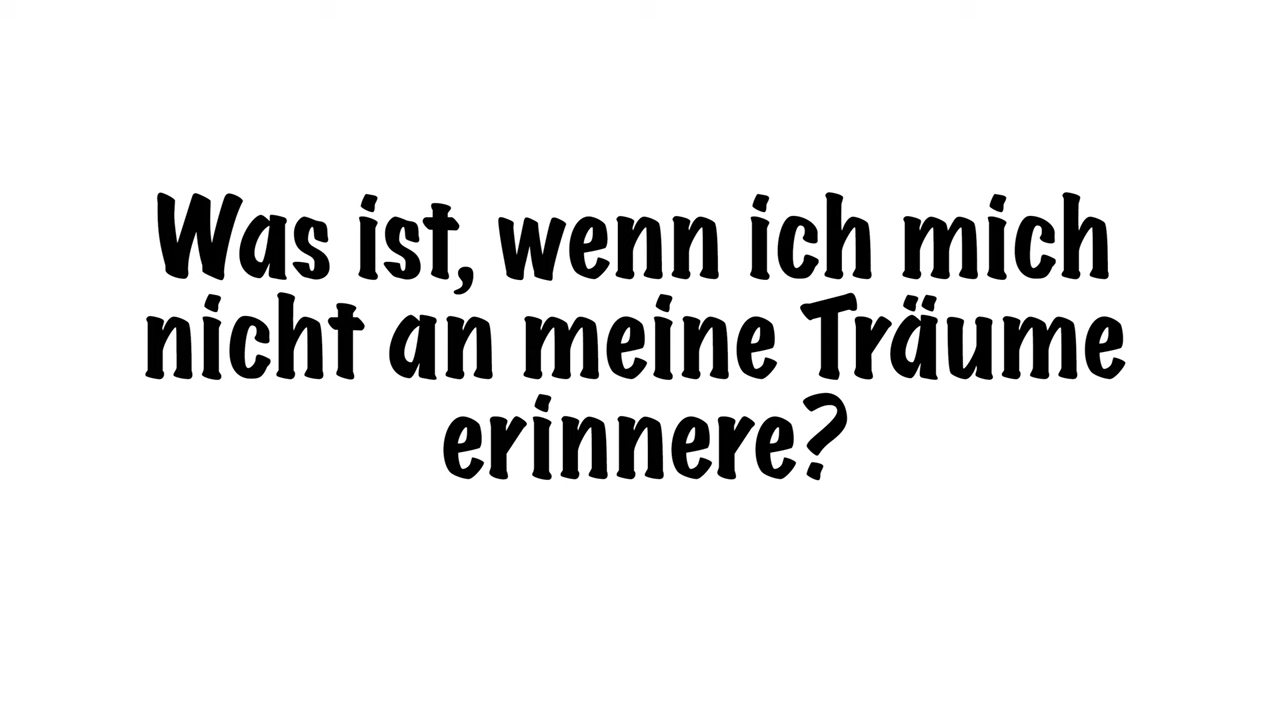 Was ist, wenn ich mich
nicht an meine Träume
erinnere?